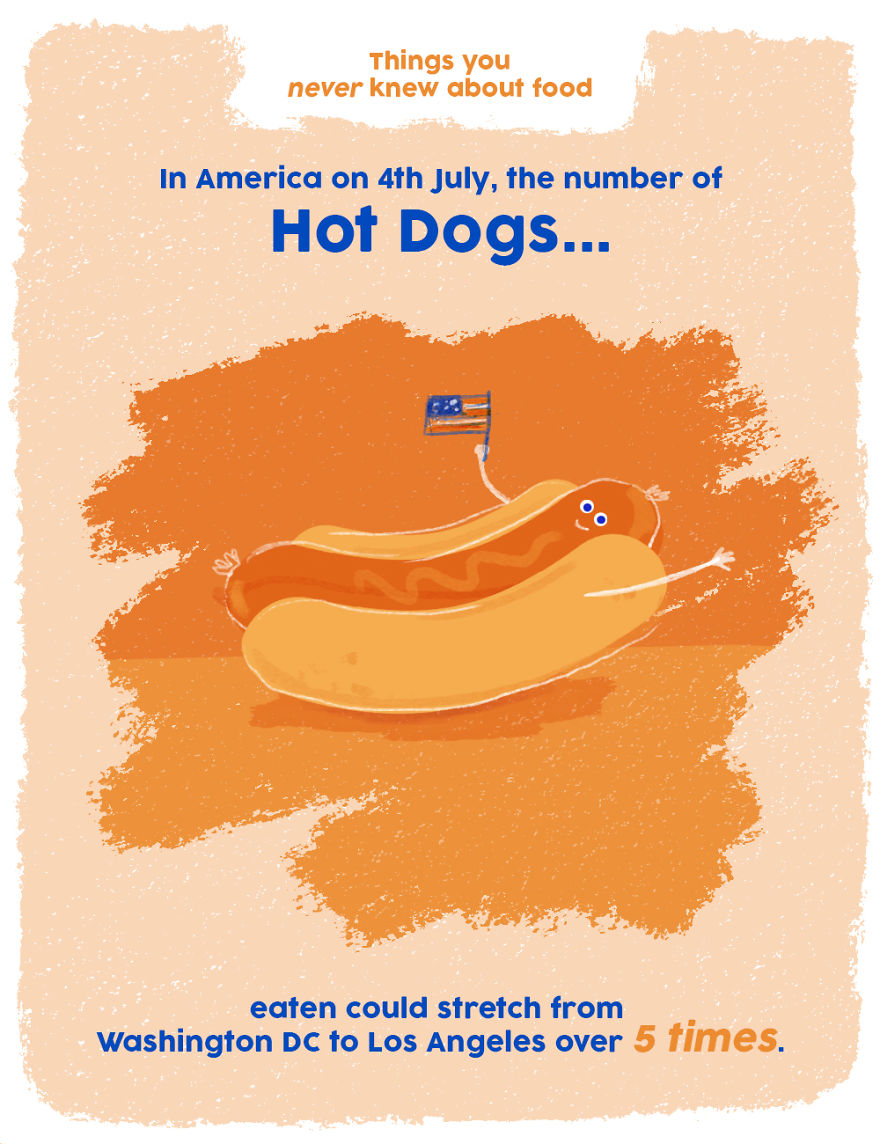 Things you
never knew about food
In America on 4th July, the number of
Hot Dogs...
eaten could stretch from
Washington DC to Los Angeles over 5 times.